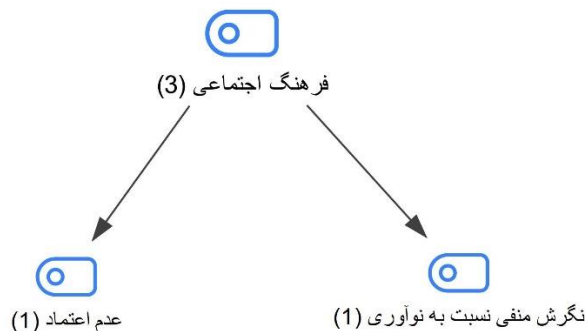 فرهنگ اجتماعی (3)
نگرش منفی نسبت به نوآوری (1)
عدم اعتماد (1)